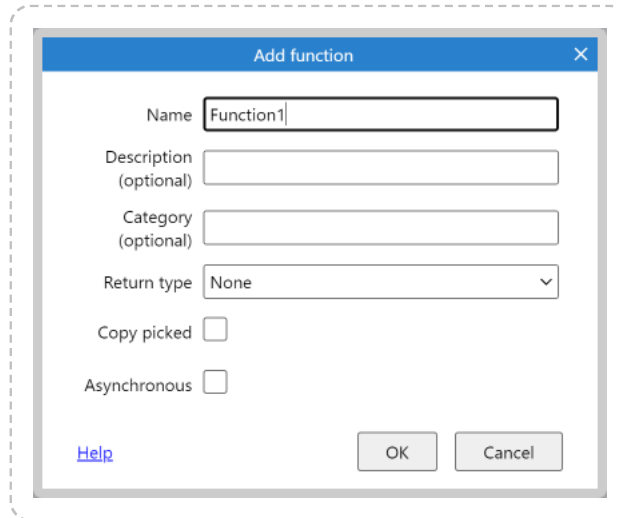 Add function
Name Function1
Description
(optional)
Category
(optional)
Return type None
Copy picked
Asynchronous
Help OK Cancel